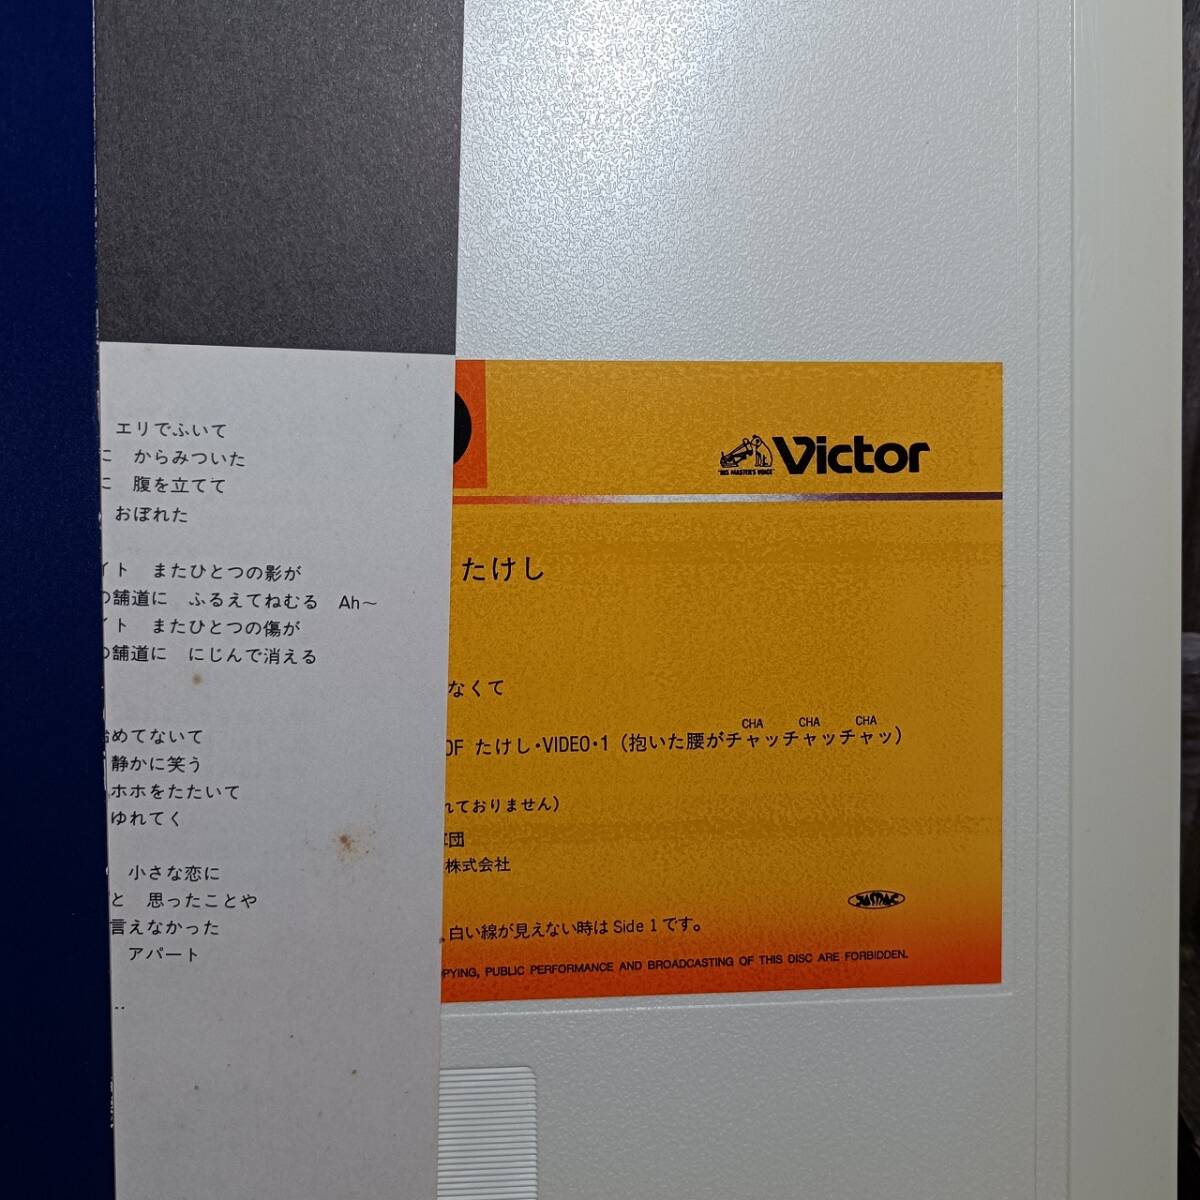 エリでふいて
に からみついた
に 腹を立てて
おぼれた
イト またひとつの影が
の舗道に ふるえてねむる Ah～
イト またひとつの傷が
の舗道に にじんで消える
めてないて
静かに笑う
ホホをたたいて
ゆれてく
小さな恋に
と 思ったことや
言えなかった
アパート
‥
"HIS MASTER'S VOICE"
Victor
たけし
なくて
CHA CHA CHA
OF たけし・VIDEO・1（抱いた腰がチャッチャッチャッ）
れておりません）
軍団
株式会社
JASRAC
白い線が見えない時はSide 1です。
PYING, PUBLIC PERFORMANCE AND BROADCASTING OF THIS DISC ARE FORBIDDEN.